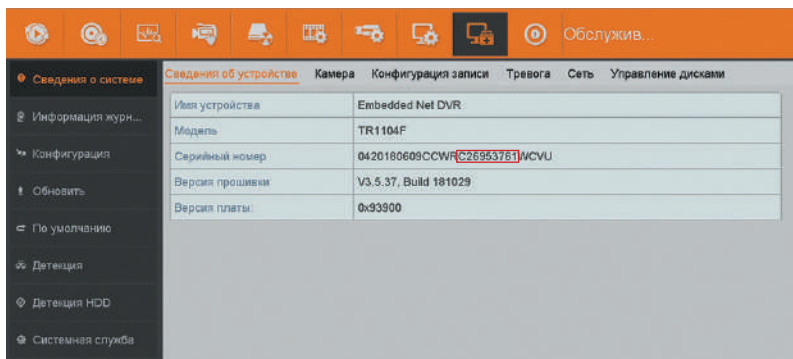 Обслужив...
Сведения о системе
Информация журн...
Конфигурация
Обновить
По умолчанию
Детекция
Детекция HDD
Системная служба
Сведения об устройстве Камера Конфигурация записи Тревога Сеть Управление дисками
Имя устройства Embedded Net DVR
Модель TR1104F
Серийный номер 0420180609CCWRC26953761WCVU
Версия прошивки V3.5.37, Build 181029
Версия платы: 0x93900